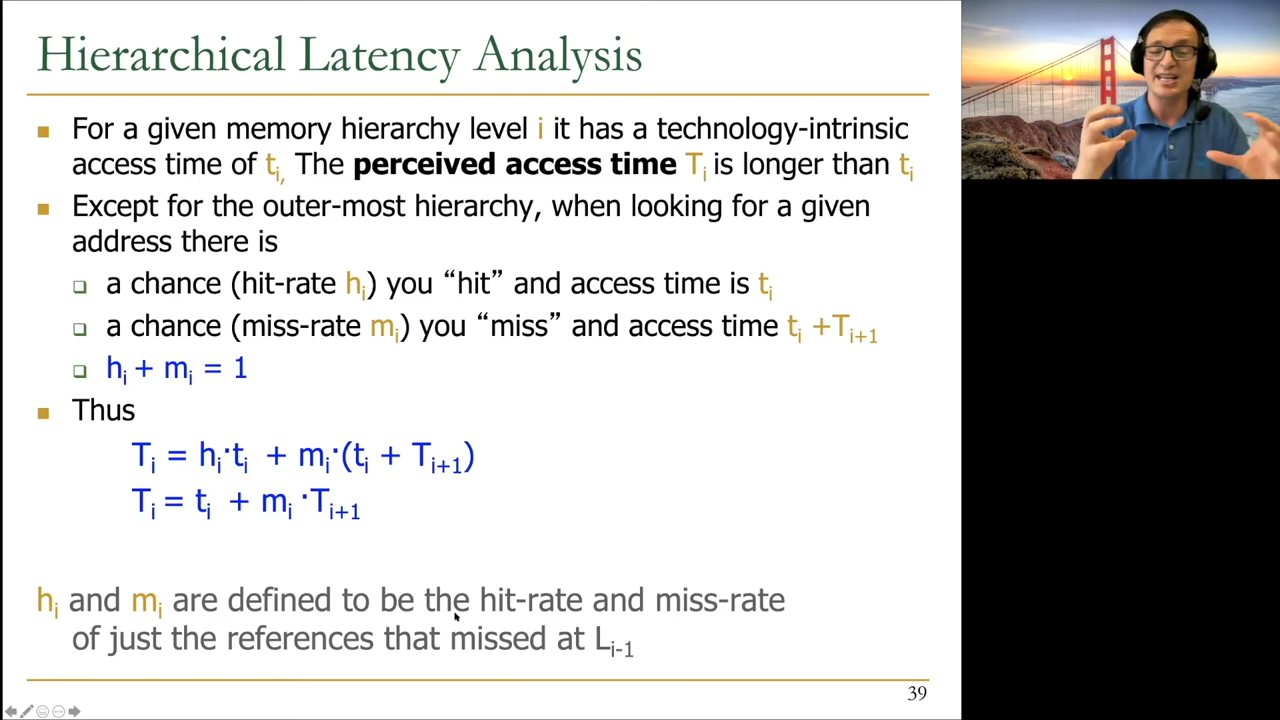 Hierarchical Latency Analysis
For a given memory hierarchy level i it has a technology-intrinsic
access time of tᵢ, The perceived access time Tᵢ is longer than tᵢ
Except for the outer-most hierarchy, when looking for a given
address there is
a chance (hit-rate hᵢ) you “hit” and access time is tᵢ
a chance (miss-rate mᵢ) you “miss” and access time tᵢ +Tᵢ₊₁
hᵢ + mᵢ = 1
Thus
Tᵢ = hᵢ·tᵢ + mᵢ·(tᵢ + Tᵢ₊₁)
Tᵢ = tᵢ + mᵢ ·Tᵢ₊₁
hᵢ and mᵢ are defined to be the hit-rate and miss-rate
of just the references that missed at Lᵢ₋₁
39